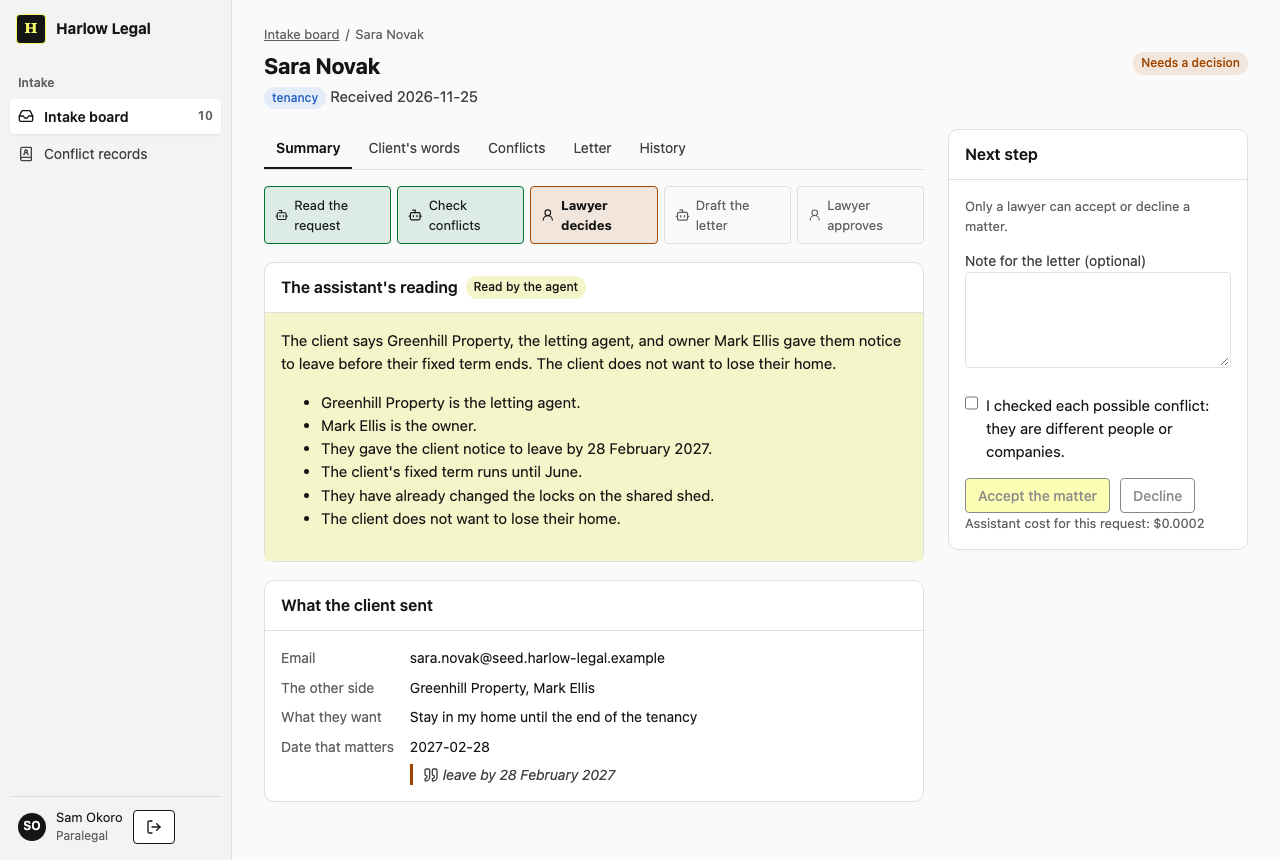 H Harlow Legal
Intake
Intake board 10
Conflict records
SO Sam Okoro
Paralegal
Intake board / Sara Novak
Sara Novak
Needs a decision
tenancy Received 2026-11-25
Summary Client's words Conflicts Letter History
Read the request
Check conflicts
Lawyer decides
Draft the letter
Lawyer approves
The assistant's reading Read by the agent
The client says Greenhill Property, the letting agent, and owner Mark Ellis gave them notice
to leave before their fixed term ends. The client does not want to lose their home.
Greenhill Property is the letting agent.
Mark Ellis is the owner.
They gave the client notice to leave by 28 February 2027.
The client's fixed term runs until June.
They have already changed the locks on the shared shed.
The client does not want to lose their home.
What the client sent
Email sara.novak@seed.harlow-legal.example
The other side Greenhill Property, Mark Ellis
What they want Stay in my home until the end of the tenancy
Date that matters 2027-02-28
leave by 28 February 2027
Next step
Only a lawyer can accept or decline a
matter.
Note for the letter (optional)
I checked each possible conflict:
they are different people or
companies.
Accept the matter Decline
Assistant cost for this request: $0.0002